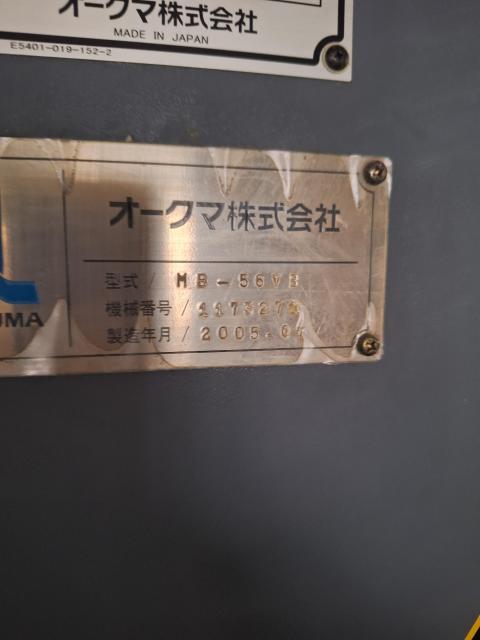 オークマ株式会社
MADE IN JAPAN
E5401-019-152-2
オークマ株式会社
型式 / MB-56VB
機械番号 /
製造年月 / 2005.
UMA